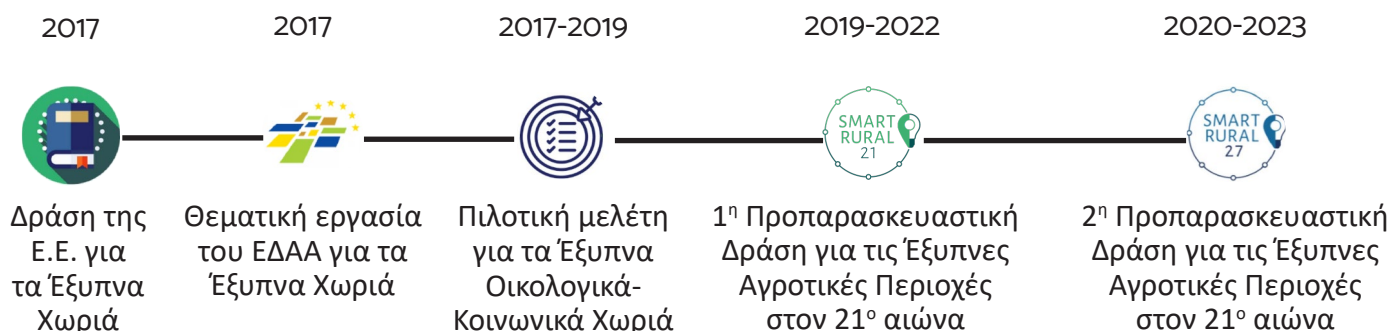 2017
2017
2017-2019
2019-2022
2020-2023
SMART
RURAL
21
SMART
RURAL
27
Δράση της
Ε.Ε. για
τα Έξυπνα
Χωριά
Θεματική εργασία
του ΕΔΑΑ για τα
Έξυπνα Χωριά
Πιλοτική μελέτη
για τα Έξυπνα
Οικολογικά-
Κοινωνικά Χωριά
1η Προπαρασκευαστική
Δράση για τις Έξυπνες
Αγροτικές Περιοχές
στον 21ο αιώνα
2η Προπαρασκευαστική
Δράση για τις Έξυπνες
Αγροτικές Περιοχές
στον 21ο αιώνα